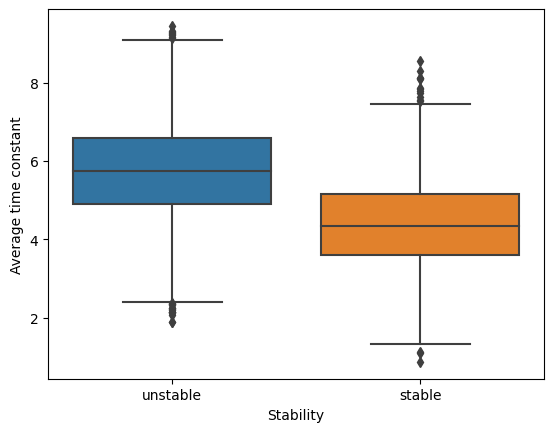 Average time constant
8
6
4
2
unstable
stable
Stability